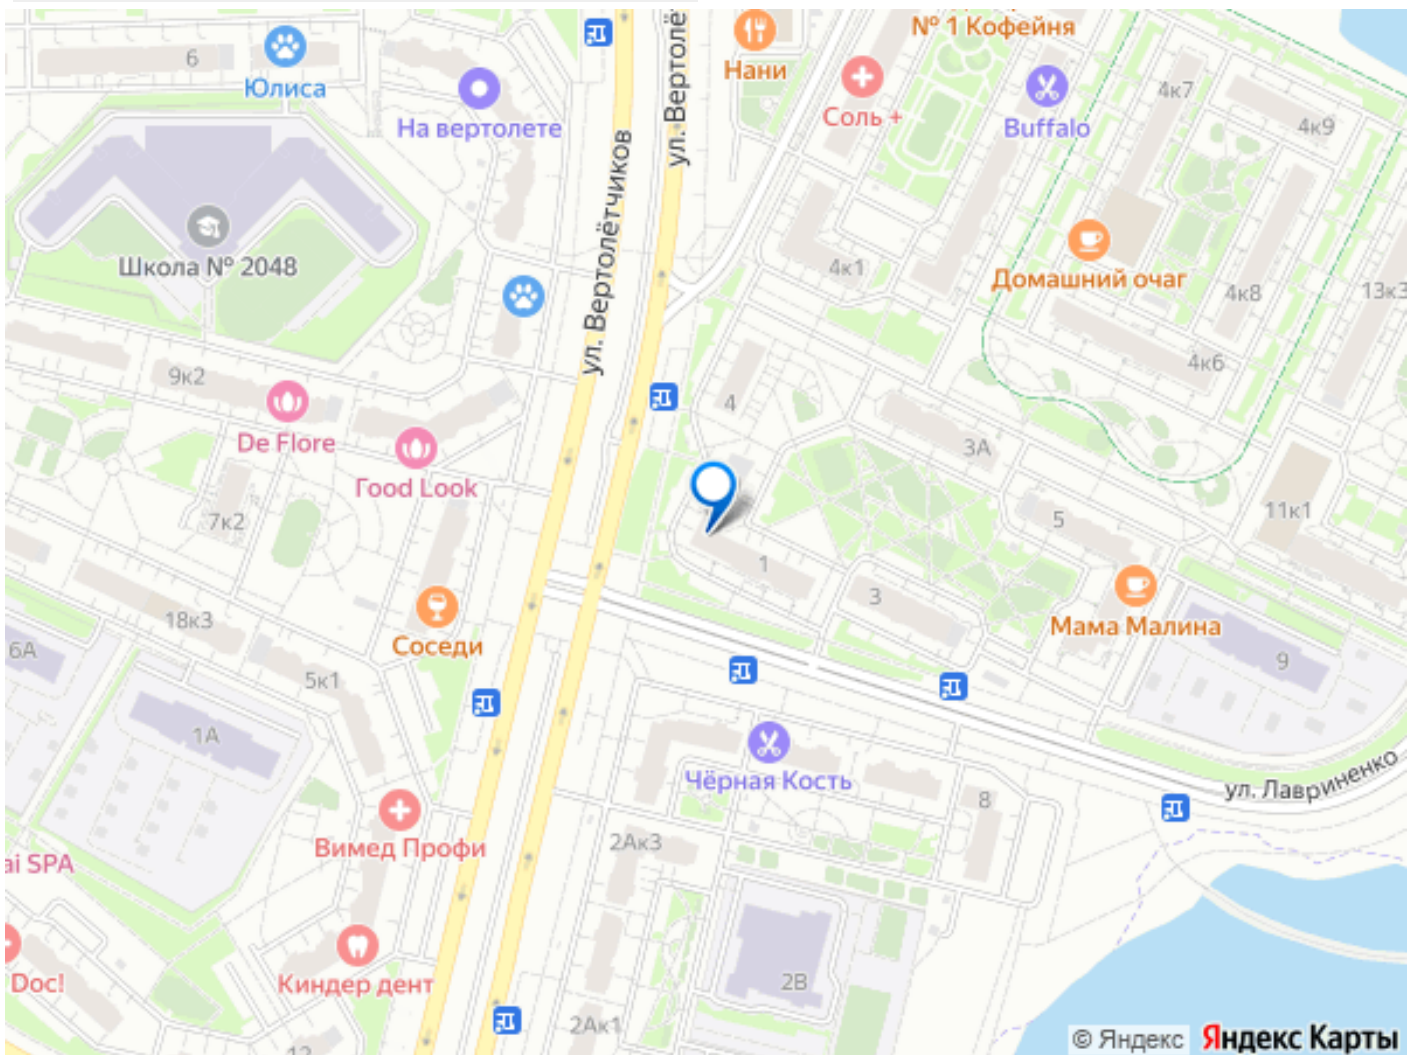 № 1 Кофейня
6
Юлиса
На вертолете
Нани
Соль +
Buffalo
4к7
4к9
ул. Вертолётчиков
ул. Вертолё
Школа № 2048
4к1
Домашний очаг
4к8
13к3
4к6
9к2
De Flore
4
3А
Гood Look
7к2
5
11к1
1
3
18к3
Соседи
Мама Малина
6А
5к1
9
1А
Чёрная Кость
ул. Лавриненко
8
Вимед Профи
2Ак3
ai SPA
Doc!
Киндер дент
2В
2Ак1
12
© Яндекс Яндекс Карты